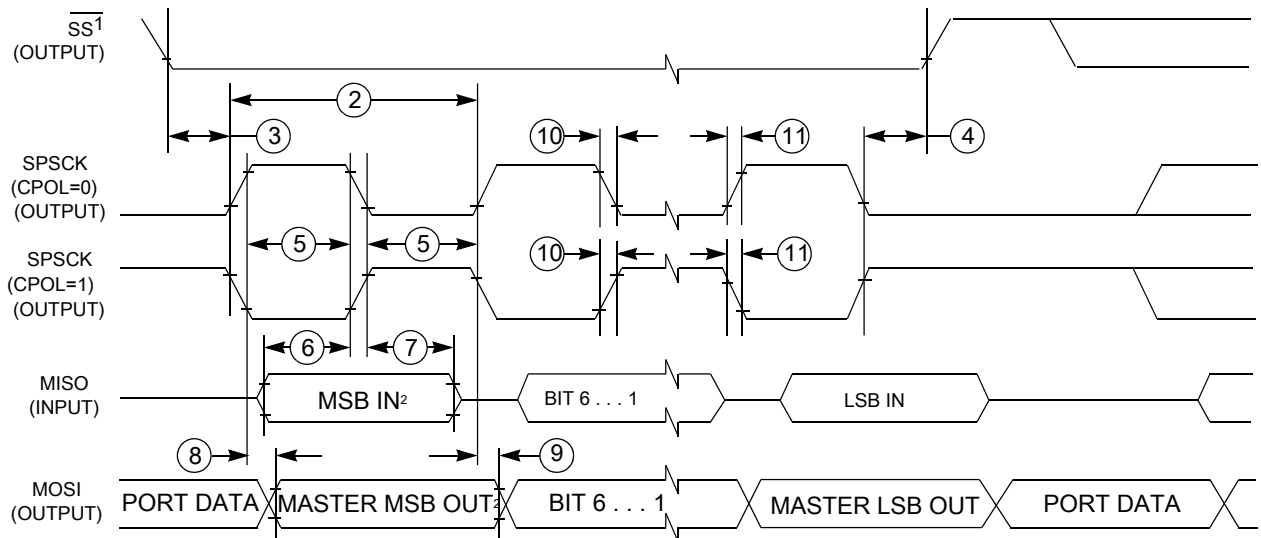 SS1
(OUTPUT)
2
3
10
11
4
SPSCK
(CPOL=0)
(OUTPUT)
5
5
10
11
SPSCK
(CPOL=1)
(OUTPUT)
6
7
MISO
(INPUT)
MSB IN2
BIT 6 . . . 1
LSB IN
8
9
MOSI
(OUTPUT)
PORT DATA
MASTER MSB OUT2
BIT 6 . . . 1
MASTER LSB OUT
PORT DATA